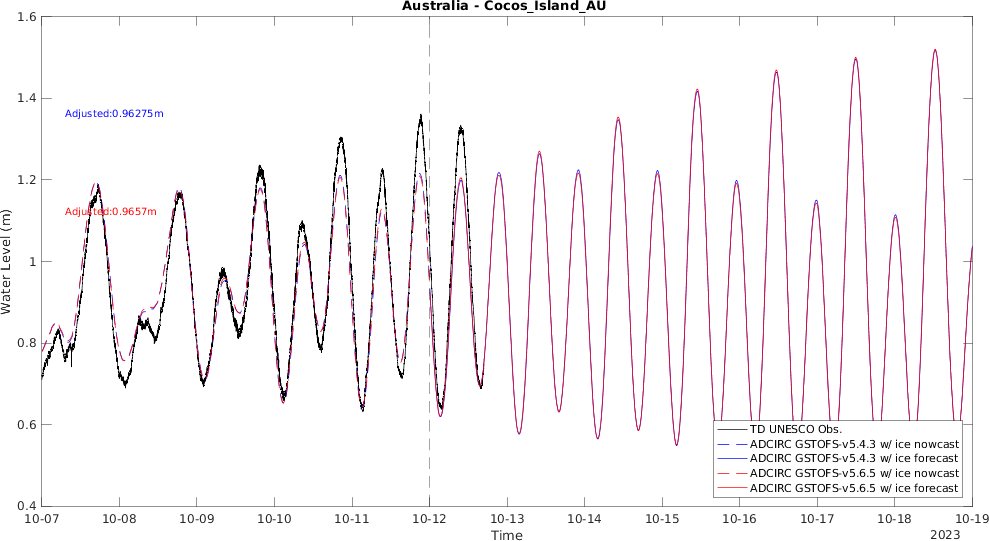 Australia - Cocos_Island_AU
1.6
1.4
1.2
1
0.8
0.6
0.4
Water Level (m)
Adjusted:0.96275m
Adjusted:0.9657m
TD UNESCO Obs.
ADCIRC GSTOFS-v5.4.3 w/ ice nowcast
ADCIRC GSTOFS-v5.4.3 w/ ice forecast
ADCIRC GSTOFS-v5.6.5 w/ ice nowcast
ADCIRC GSTOFS-v5.6.5 w/ ice forecast
10-07 10-08 10-09 10-10 10-11 10-12 10-13 10-14 10-15 10-16 10-17 10-18 10-19
Time
2023